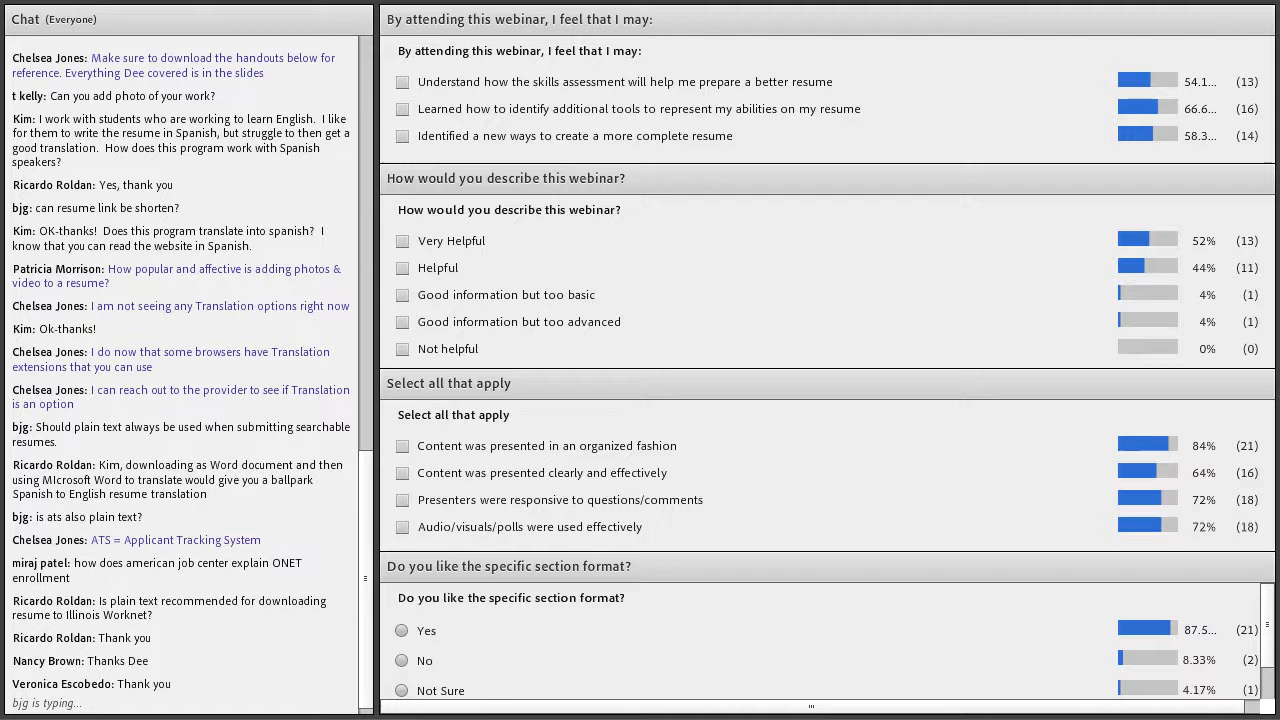 Chat (Everyone)
Chelsea Jones: Make sure to download the handouts below for
reference. Everything Dee covered is in the slides
t kelly: Can you add photo of your work?
Kim: I work with students who are working to learn English.  I like
for them to write the resume in Spanish, but struggle to then get a
good translation.  How does this program work with Spanish
speakers?
Ricardo Roldan: Yes, thank you
bjg: can resume link be shorten?
Kim: OK-thanks!  Does this program translate into spanish?  I
know that you can read the website in Spanish.
Patricia Morrison: How popular and affective is adding photos &
video to a resume?
Chelsea Jones: I am not seeing any Translation options right now
Kim: Ok-thanks!
Chelsea Jones: I do now that some browsers have Translation
extensions that you can use
Chelsea Jones: I can reach out to the provider to see if Translation
is an option
bjg: Should plain text always be used when submitting searchable
resumes.
Ricardo Roldan: Kim, downloading as Word document and then
using MIcrosoft Word to translate would give you a ballpark
Spanish to English resume translation
bjg: is ats also plain text?
Chelsea Jones: ATS = Applicant Tracking System
miraj patel: how does american job center explain ONET
enrollment
Ricardo Roldan: Is plain text recommended for downloading
resume to Illinois Worknet?
Ricardo Roldan: Thank you
Nancy Brown: Thanks Dee
Veronica Escobedo: Thank you
bjg is typing...
By attending this webinar, I feel that I may:
By attending this webinar, I feel that I may:
Understand how the skills assessment will help me prepare a better resume 54.1... (13)
Learned how to identify additional tools to represent my abilities on my resume 66.6... (16)
Identified a new ways to create a more complete resume 58.3... (14)
How would you describe this webinar?
How would you describe this webinar?
Very Helpful 52% (13)
Helpful 44% (11)
Good information but too basic 4% (1)
Good information but too advanced 4% (1)
Not helpful 0% (0)
Select all that apply
Select all that apply
Content was presented in an organized fashion 84% (21)
Content was presented clearly and effectively 64% (16)
Presenters were responsive to questions/comments 72% (18)
Audio/visuals/polls were used effectively 72% (18)
Do you like the specific section format?
Do you like the specific section format?
Yes 87.5... (21)
No 8.33% (2)
Not Sure 4.17% (1)